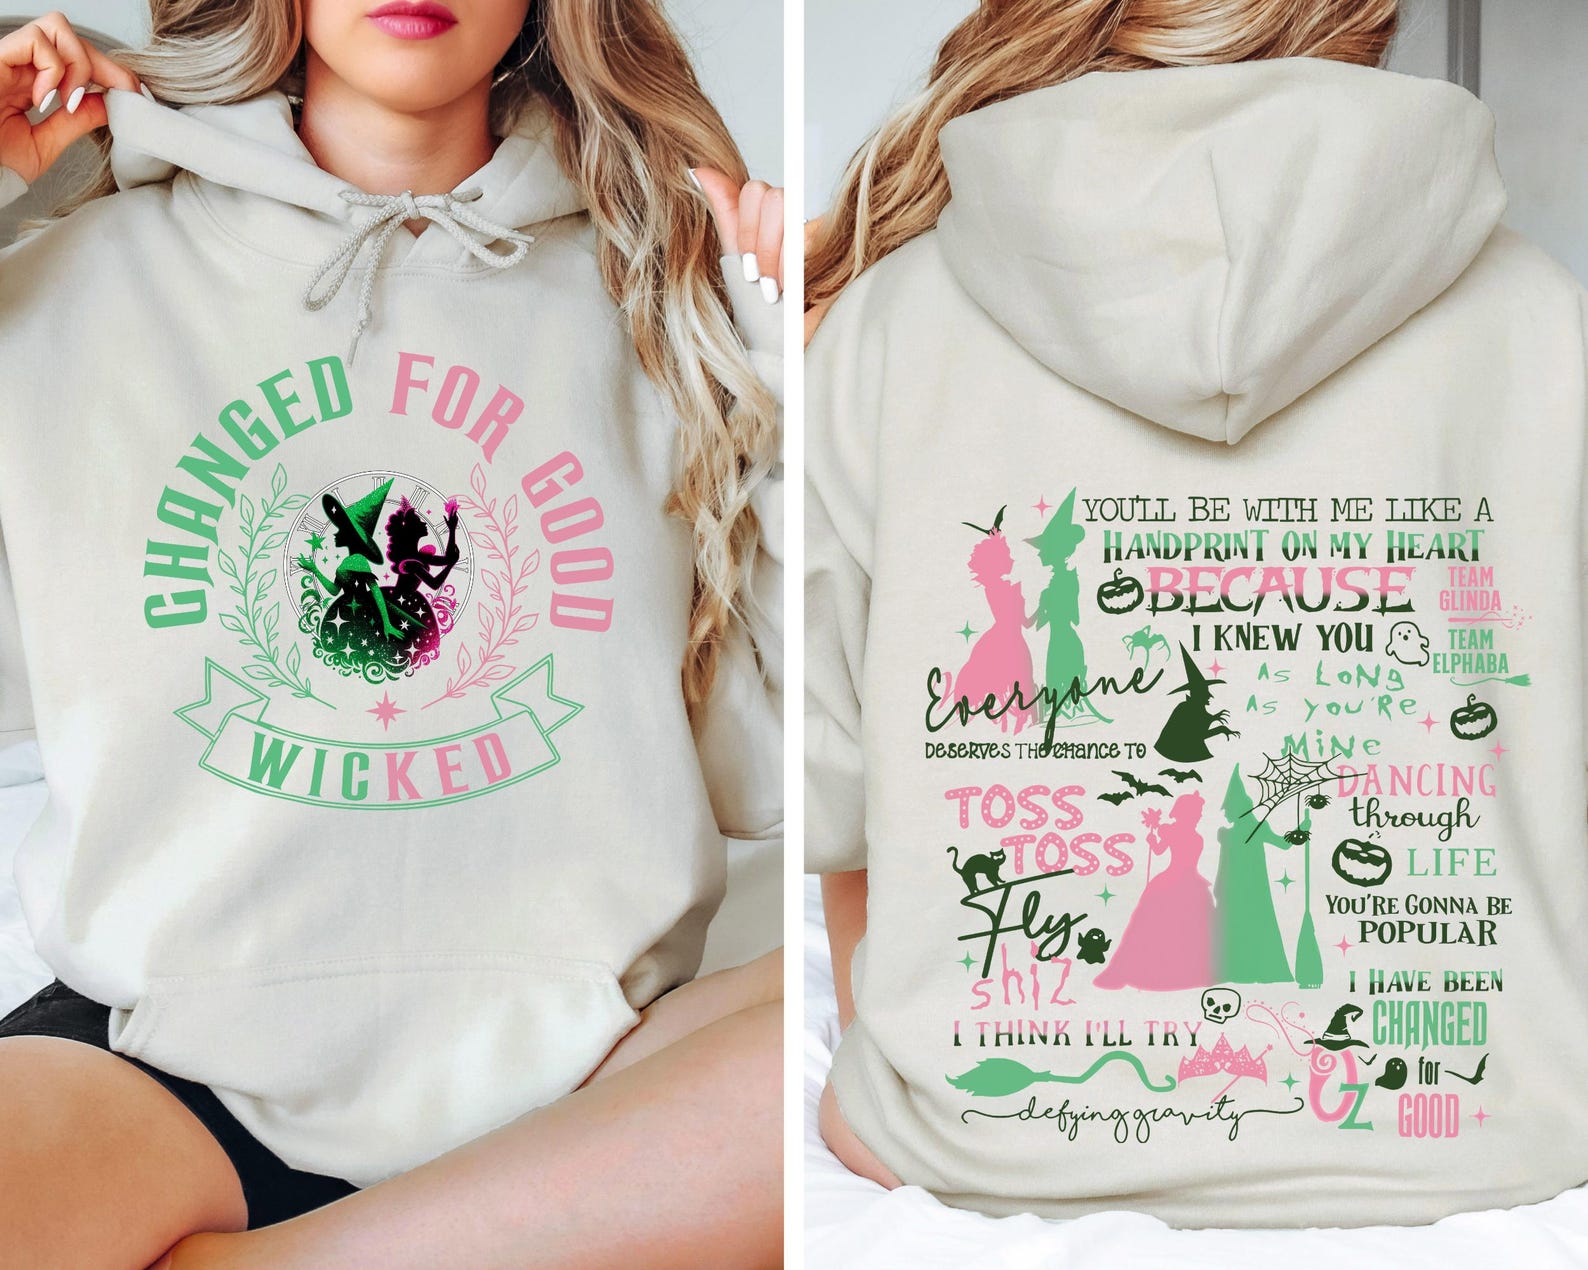 CHANGED FOR GOOD
WICKED
YOU'LL BE WITH ME LIKE A
HANDPRINT ON MY HEART
BECAUSE
I KNEW YOU
TEAM
GLINDA
TEAM
ELPHABA
AS LONG
AS YOU'RE
MINE
Everyone
DESERVES THE CHANCE TO
Fly
TOSS
TOSS
DANCING
through
LIFE
YOU'RE GONNA BE
POPULAR
shiz
I THINK I'LL TRY
defying gravity
I HAVE BEEN
CHANGED
for
GOOD
OZ